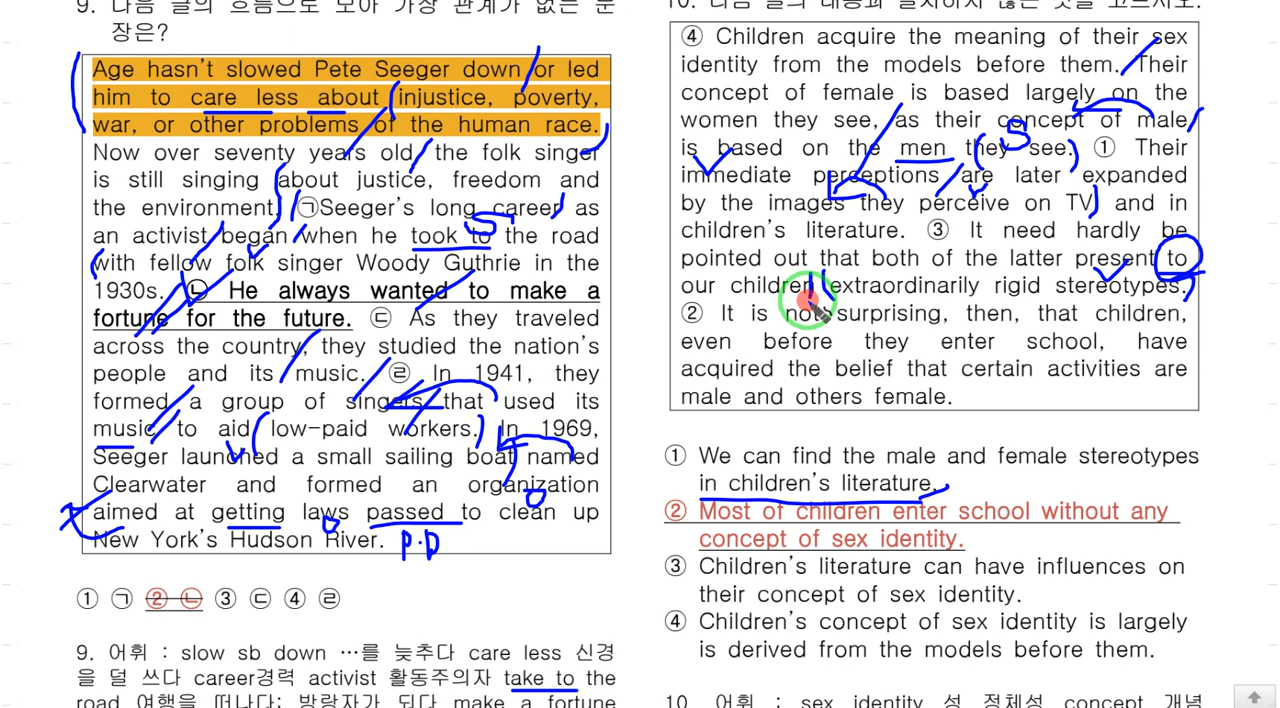 9. 다음 글의 흐름으로 보아 가장 관계가 없는 문
장은?
Age hasn't slowed Pete Seeger down or led
him to care less about injustice, poverty,
war, or other problems of the human race.
Now over seventy years old, the folk singer
is still singing about justice, freedom and
the environment. ㉠Seeger's long career as
an activist began when he took to the road
with fellow folk singer Woody Guthrie in the
1930s. ㉡ He always wanted to make a
fortune for the future. ㉢ As they traveled
across the country, they studied the nation's
people and its music. ㉣ In 1941, they
formed a group of singers that used its
music to aid low-paid workers. In 1969,
Seeger launched a small sailing boat named
Clearwater and formed an organization
aimed at getting laws passed to clean up
New York's Hudson River.
P.P
① ㉠ ② ㉡ ③ ㉢ ④ ㉣
9. 어휘 : slow sb down …를 늦추다 care less 신경
을 덜 쓰다 career경력 activist 활동주의자 take to the
road 여행을 떠나다; 방랑자가 되다 make a fortune
10. 다음 글의 내용과 일치하지 않는 것을 고르시오.
④ Children acquire the meaning of their sex
identity from the models before them. Their
concept of female is based largely on the
women they see, as their concept of male
is based on the men they see. ① Their
S
immediate perceptions are later expanded
by the images they perceive on TV and in
children's literature. ③ It need hardly be
pointed out that both of the latter present to
our children extraordinarily rigid stereotypes.
② It is not surprising, then, that children,
even before they enter school, have
acquired the belief that certain activities are
male and others female.
① We can find the male and female stereotypes
in children's literature.
② Most of children enter school without any
concept of sex identity.
③ Children's literature can have influences on
their concept of sex identity.
④ Children's concept of sex identity is largely
is derived from the models before them.
10. 어휘 : sex identity 성 정체성 concept 개념